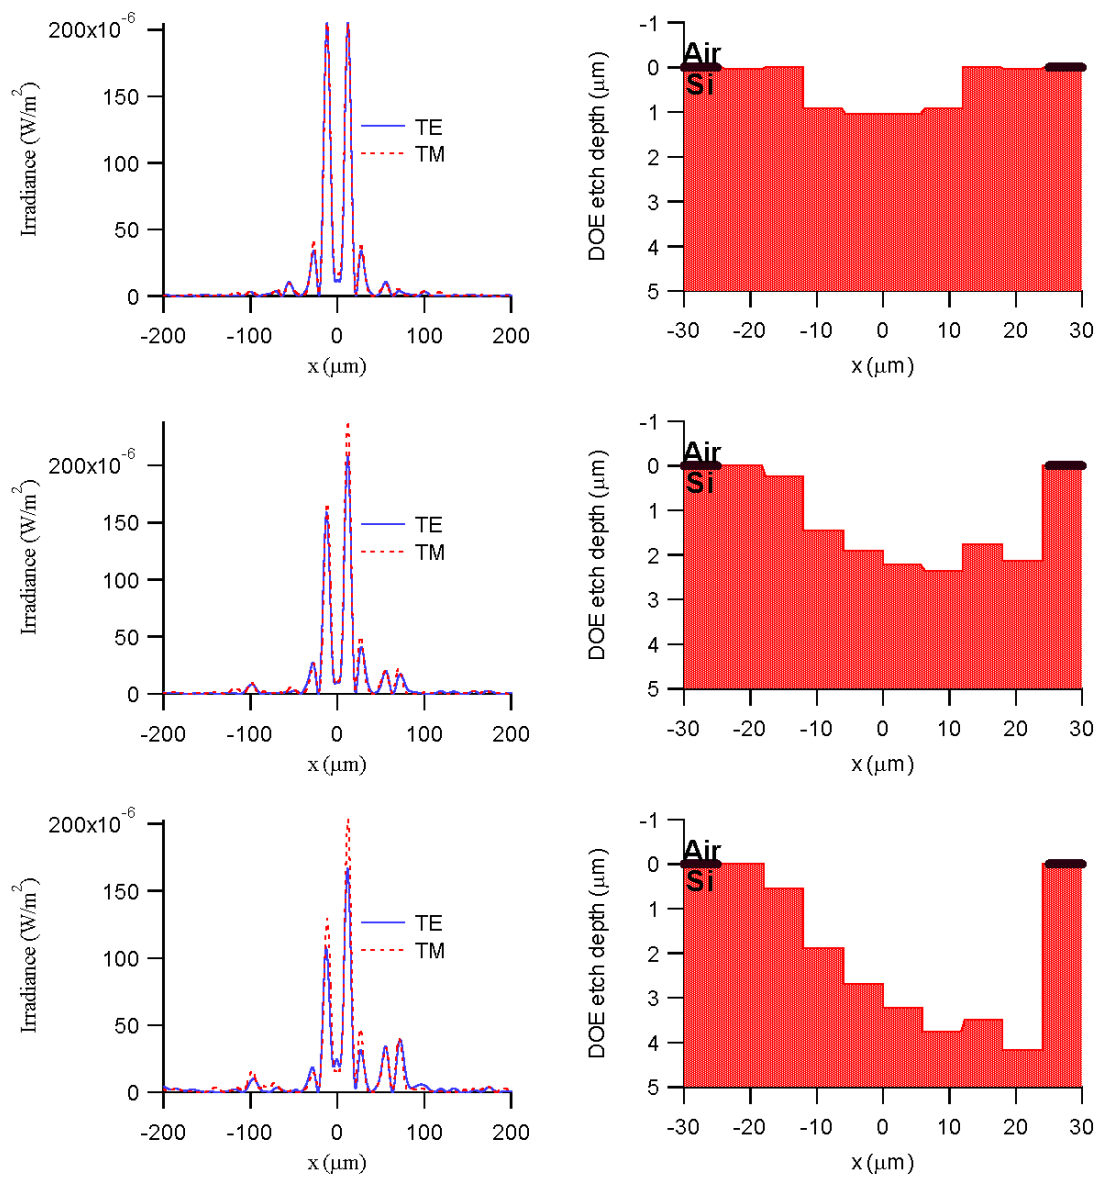 200x10⁻⁶
150
100
50
0
Irradiance (W/m²)
TE
TM
-200
-100
0
100
200
x (μm)
-1
0
1
2
3
4
5
DOE etch depth (μm)
Air
Si
-30
-20
-10
0
10
20
30
x (μm)
200x10⁻⁶
150
100
50
0
Irradiance (W/m²)
TE
TM
-200
-100
0
100
200
x (μm)
-1
0
1
2
3
4
5
DOE etch depth (μm)
Air
Si
-30
-20
-10
0
10
20
30
x (μm)
200x10⁻⁶
150
100
50
0
Irradiance (W/m²)
TE
TM
-200
-100
0
100
200
x (μm)
-1
0
1
2
3
4
5
DOE etch depth (μm)
Air
Si
-30
-20
-10
0
10
20
30
x (μm)